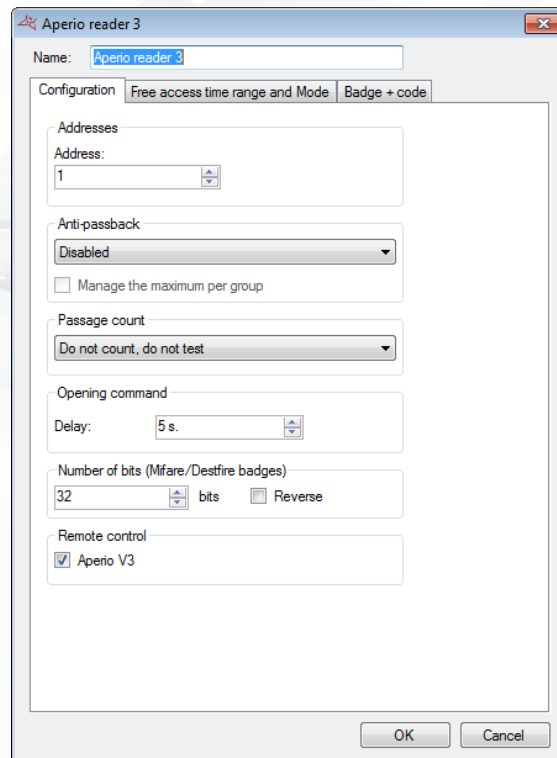 Aperio reader 3
Name: Aperio reader 3
Configuration Free access time range and Mode Badge + code
Addresses
Address:
1
Anti-passback
Disabled
Manage the maximum per group
Passage count
Do not count, do not test
Opening command
Delay: 5 s.
Number of bits (Mifare/Destfire badges)
32 bits Reverse
Remote control
Aperio V3
OK Cancel